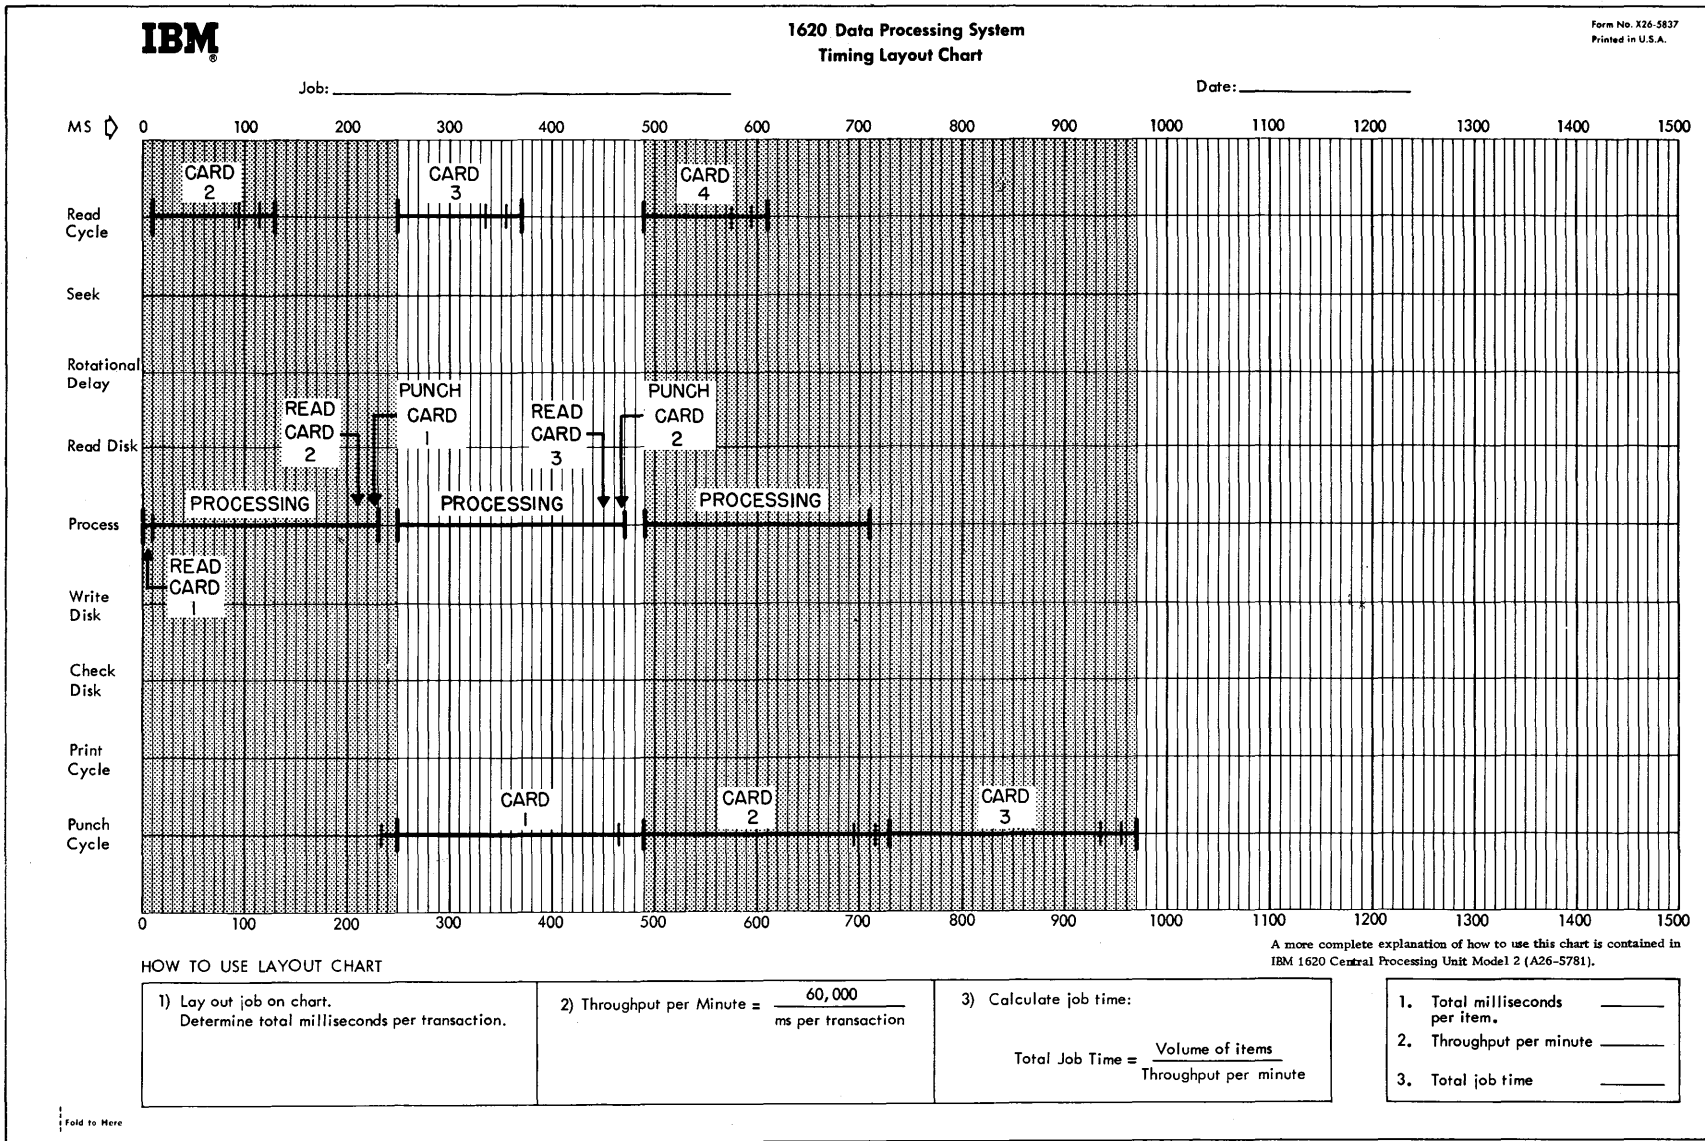 IBM®
1620 Data Processing System
Timing Layout Chart
Form No. X26-5837
Printed in U.S.A.
Job:
Date:
MS 0 100 200 300 400 500 600 700 800 900 1000 1100 1200 1300 1400 1500
CARD
2
CARD
3
CARD
4
Read
Cycle
Seek
Rotational
Delay
READ
CARD
2
PUNCH
CARD
1
READ
CARD
3
PUNCH
CARD
2
Read Disk
PROCESSING
PROCESSING
PROCESSING
Process
READ
CARD
1
Write
Disk
Check
Disk
Print
Cycle
CARD
1
CARD
2
CARD
3
Punch
Cycle
0 100 200 300 400 500 600 700 800 900 1000 1100 1200 1300 1400 1500
A more complete explanation of how to use this chart is contained in
IBM 1620 Central Processing Unit Model 2 (A26-5781).
HOW TO USE LAYOUT CHART
1) Lay out job on chart.
Determine total milliseconds per transaction.
2) Throughput per Minute = 60,000
ms per transaction
3) Calculate job time:
Total Job Time = Volume of items
Throughput per minute
1. Total milliseconds
per item.
2. Throughput per minute
3. Total job time
Fold to Here